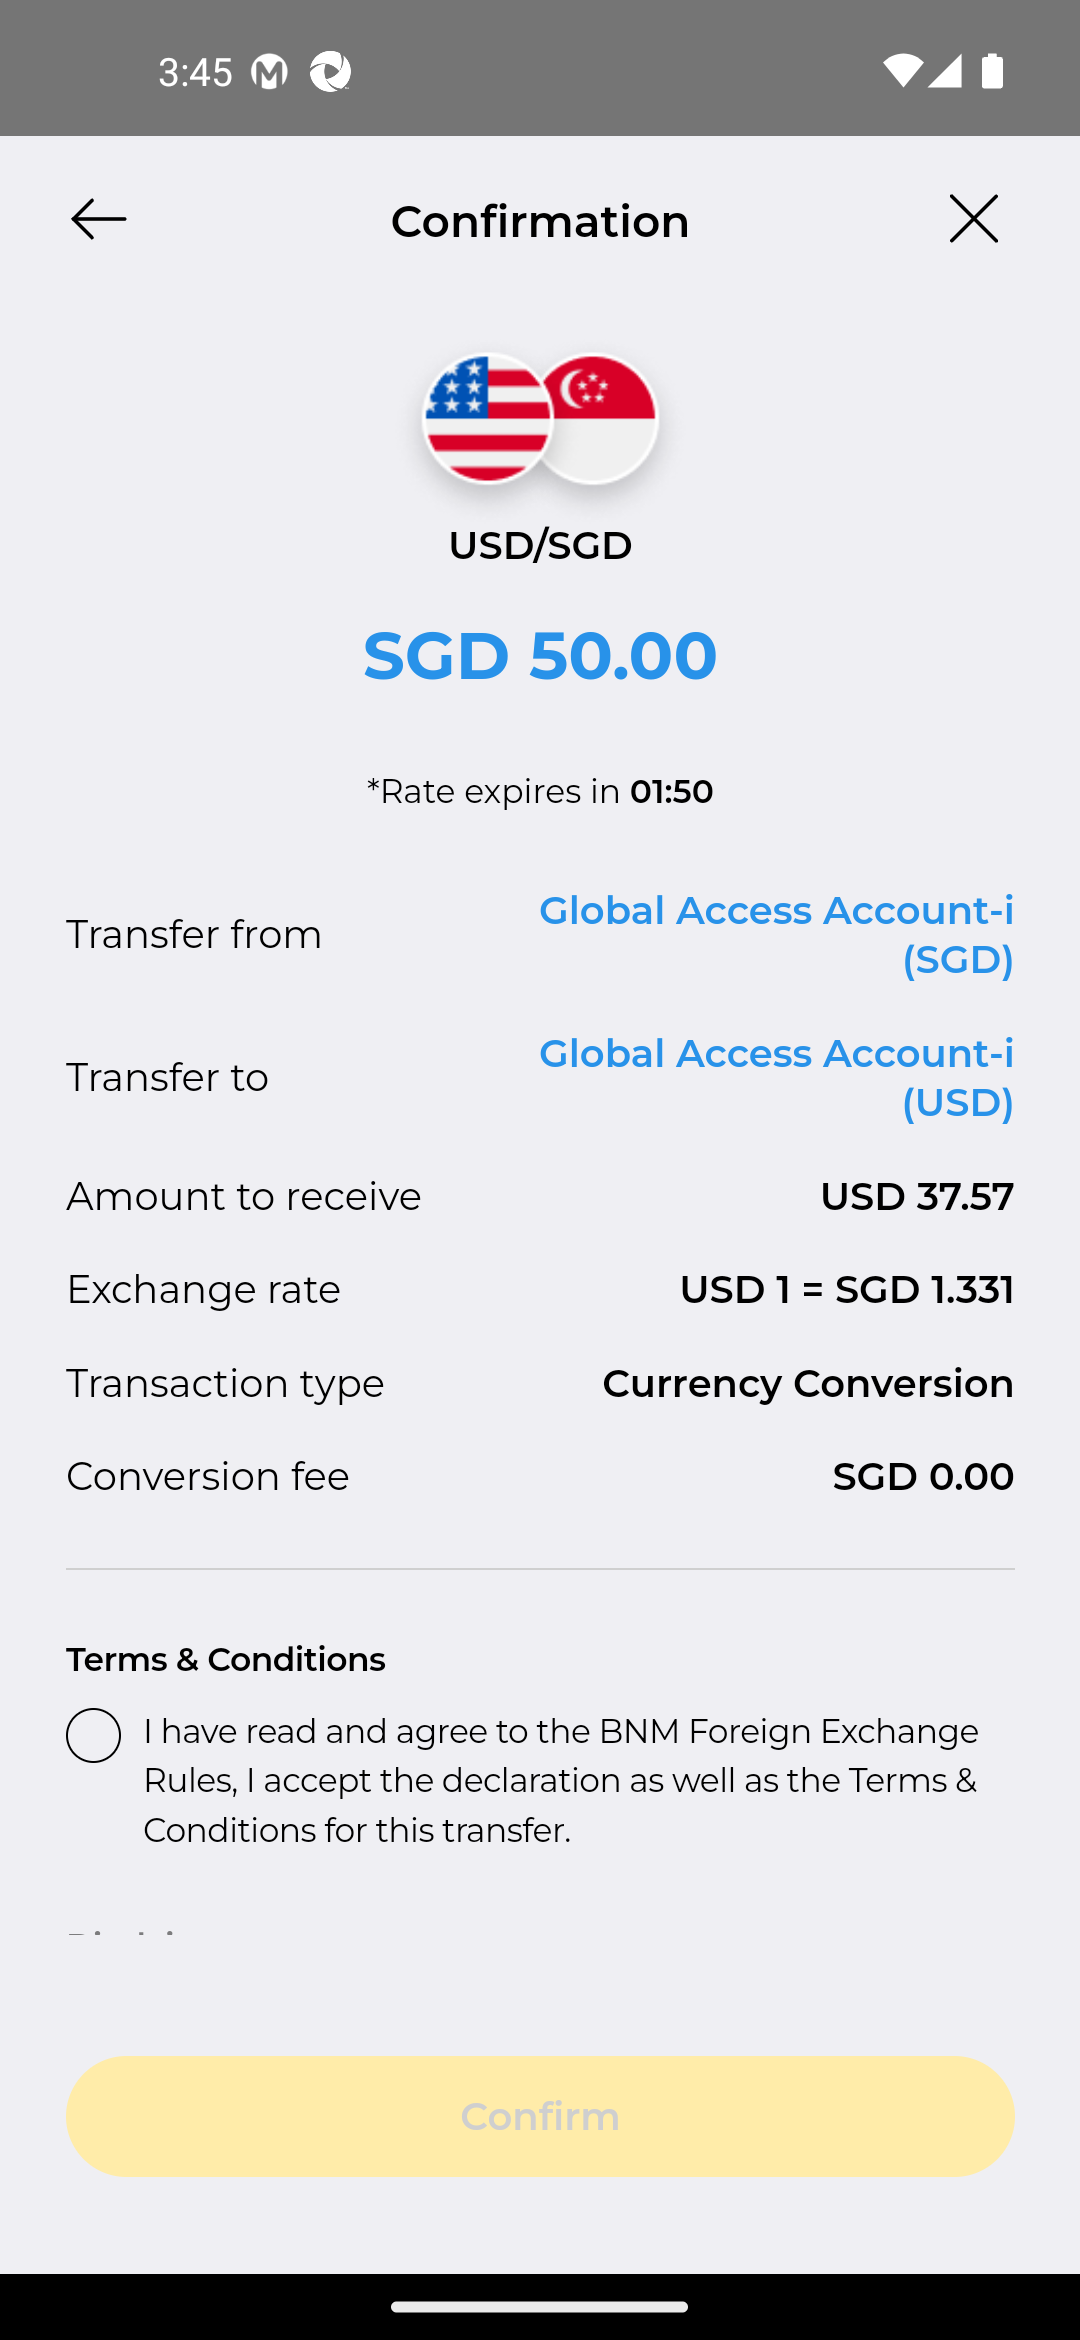 3:45
Confirmation
USD/SGD
SGD 50.00
*Rate expires in 01:50
Transfer from
Global Access Account-i
(SGD)
Transfer to
Global Access Account-i
(USD)
Amount to receive
USD 37.57
Exchange rate
USD 1 = SGD 1.331
Transaction type
Currency Conversion
Conversion fee
SGD 0.00
Terms & Conditions
I have read and agree to the BNM Foreign Exchange
Rules, I accept the declaration as well as the Terms &
Conditions for this transfer.
Confirm